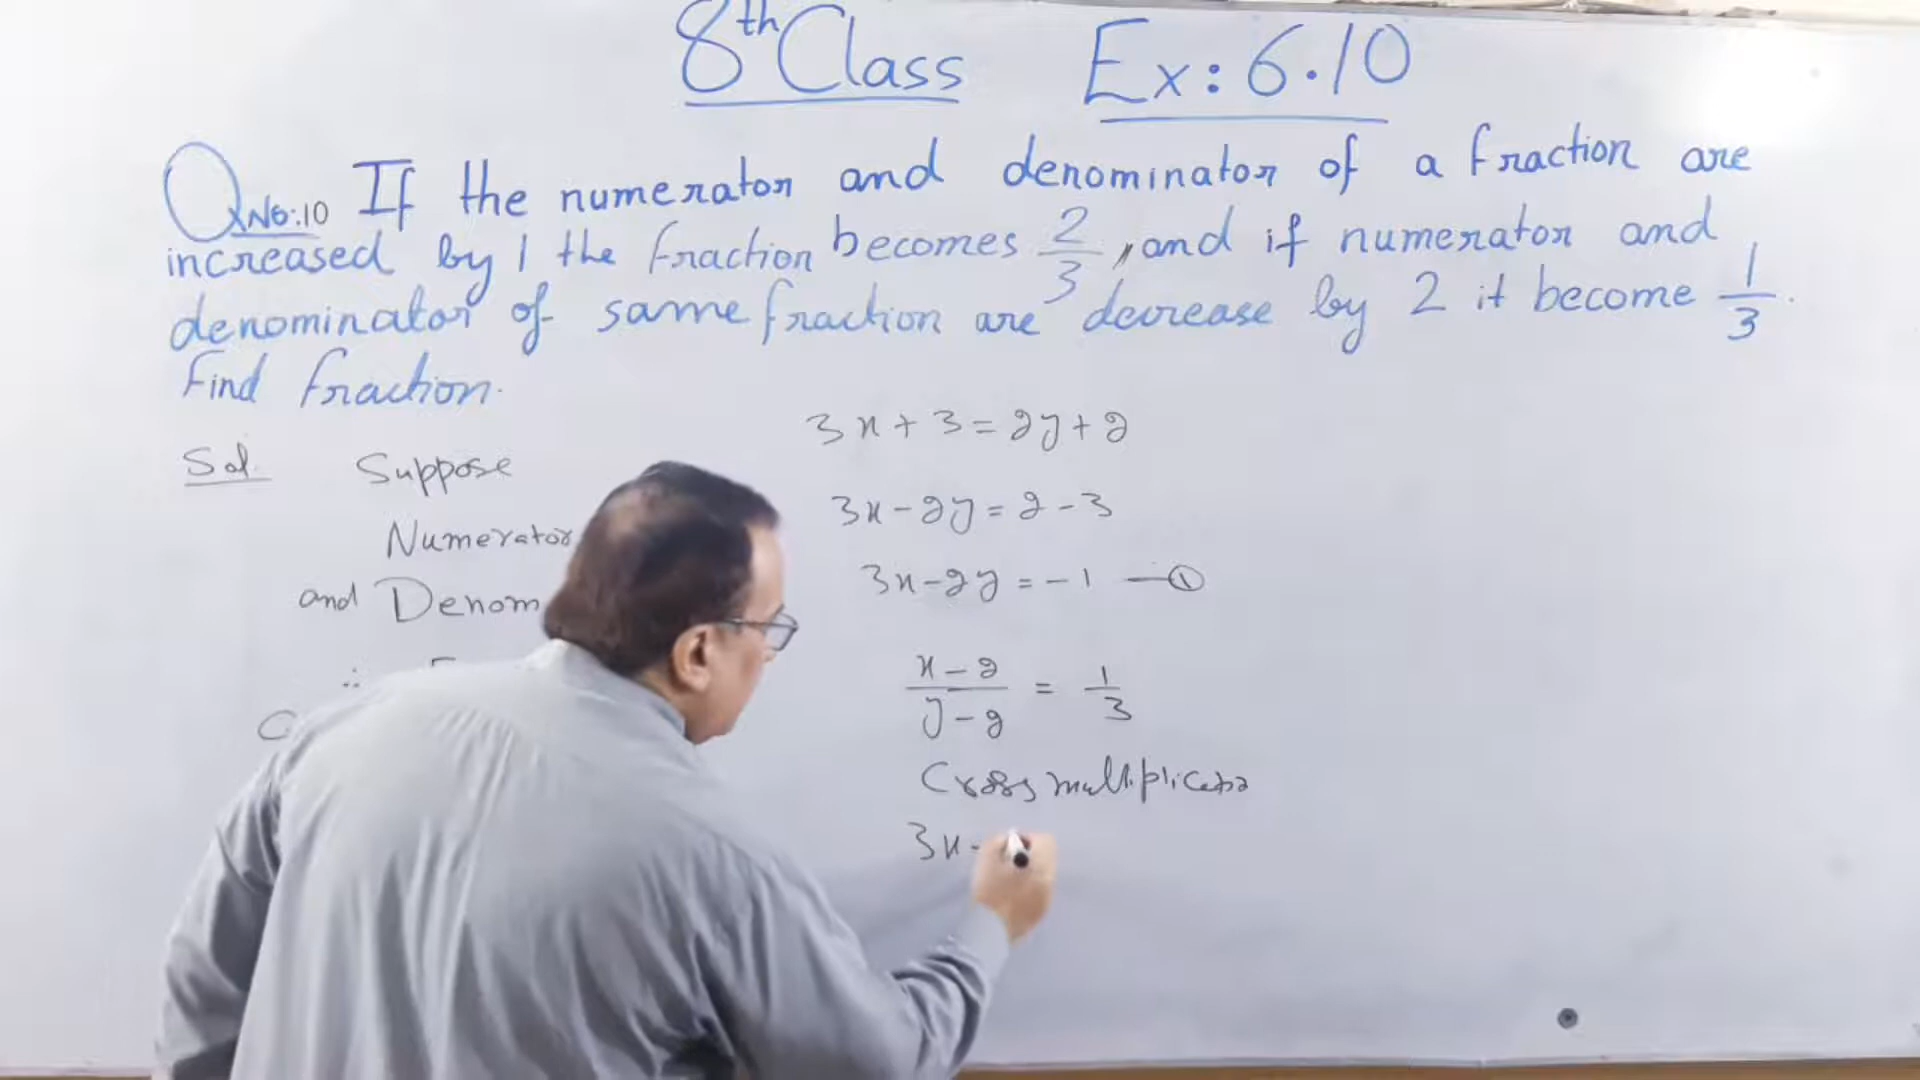 8th Class Ex: 6.10
Q No:10 If the numerator and denominator of a fraction are
increased by 1 the fraction becomes 2/3, and if numerator and
denominator of same fraction are decrease by 2 it become 1/3.
Find fraction.
Sol. Suppose
Numerator
and Denom
∴
3x + 3 = 2y + 2
3x - 2y = 2 - 3
3x - 2y = -1 — ①
x - 2 / y - 2 = 1/3
Cross multiplication
3x -